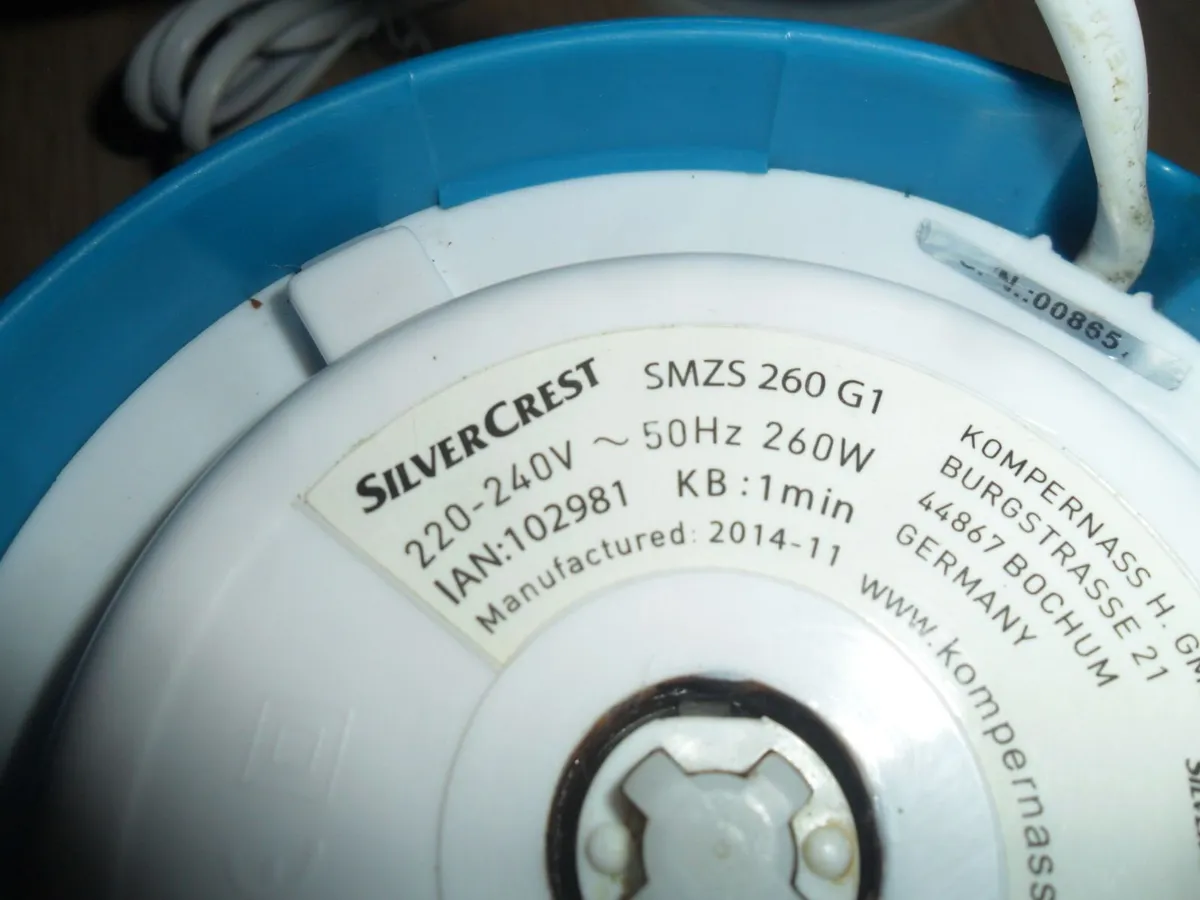 SILVERCREST SMZS 260 G1
220-240V ~ 50Hz 260W
IAN:102981 KB:1min
Manufactured: 2014-11
KOMPERNASS H. GM
BURGSTRASSE 21
44867 BOCHUM
GERMANY
www.kompernass
N.:00865